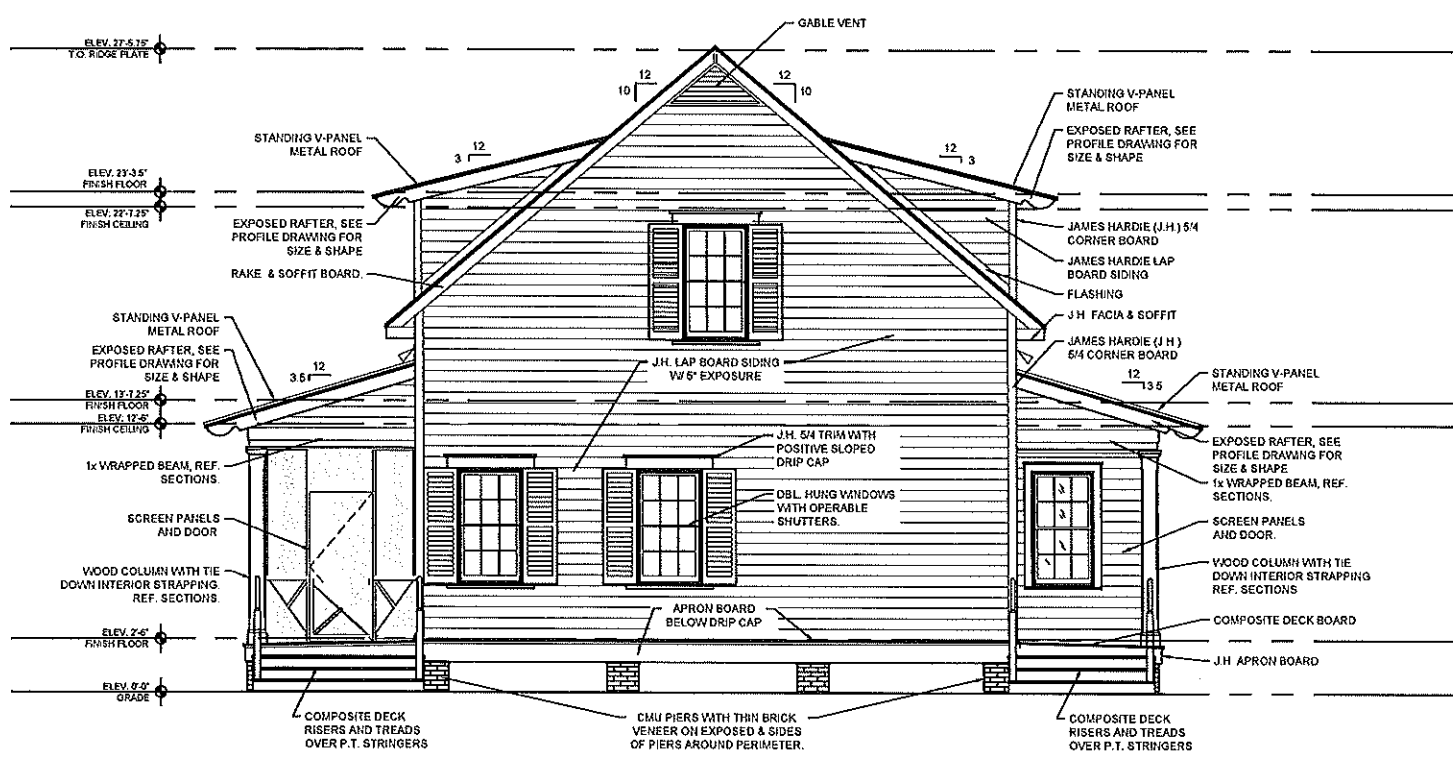 GABLE VENT
ELEV. 27'-5.75"
T.O. RIDGE PLATE
12
10
12
10
STANDING V-PANEL
METAL ROOF
12
3
12
3
STANDING V-PANEL
METAL ROOF
EXPOSED RAFTER, SEE
PROFILE DRAWING FOR
SIZE & SHAPE
ELEV. 23'-3.5"
FINISH FLOOR
ELEV. 22'-7.25"
FINISH CEILING
EXPOSED RAFTER, SEE
PROFILE DRAWING FOR
SIZE & SHAPE
RAKE & SOFFIT BOARD.
JAMES HARDIE (J.H.) 5/4
CORNER BOARD
JAMES HARDIE LAP
BOARD SIDING
FLASHING
J.H. FACIA & SOFFIT
JAMES HARDIE (J.H.)
5/4 CORNER BOARD
STANDING V-PANEL
METAL ROOF
EXPOSED RAFTER, SEE
PROFILE DRAWING FOR
SIZE & SHAPE
12
3.5
J.H. LAP BOARD SIDING
W/ 5" EXPOSURE
12
3.5
STANDING V-PANEL
METAL ROOF
ELEV. 13'-7.25"
FINISH FLOOR
ELEV. 12'-6"
FINISH CEILING
1x WRAPPED BEAM, REF.
SECTIONS.
J.H. 5/4 TRIM WITH
POSITIVE SLOPED
DRIP CAP
EXPOSED RAFTER, SEE
PROFILE DRAWING FOR
SIZE & SHAPE
1x WRAPPED BEAM, REF.
SECTIONS.
DBL. HUNG WINDOWS
WITH OPERABLE
SHUTTERS.
SCREEN PANELS
AND DOOR
SCREEN PANELS
AND DOOR.
WOOD COLUMN WITH TIE
DOWN INTERIOR STRAPPING.
REF. SECTIONS.
WOOD COLUMN WITH TIE
DOWN INTERIOR STRAPPING
REF. SECTIONS
APRON BOARD
BELOW DRIP CAP
COMPOSITE DECK BOARD
ELEV. 2'-6"
FINISH FLOOR
J.H. APRON BOARD
ELEV. 0'-0"
GRADE
COMPOSITE DECK
RISERS AND TREADS
OVER P.T. STRINGERS
CMU PIERS WITH THIN BRICK
VENEER ON EXPOSED & SIDES
OF PIERS AROUND PERIMETER.
COMPOSITE DECK
RISERS AND TREADS
OVER P.T. STRINGERS